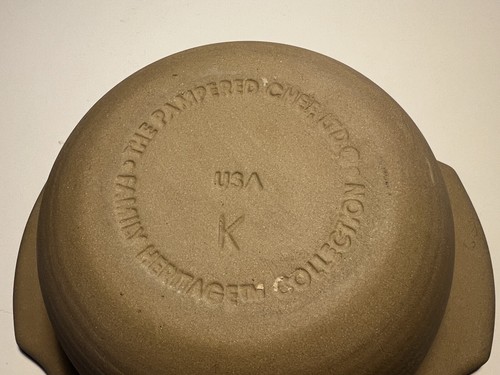 • THE PAMPERED CHEF, LTD.
FAMILY HERITAGE™ COLLECTION
USA
K